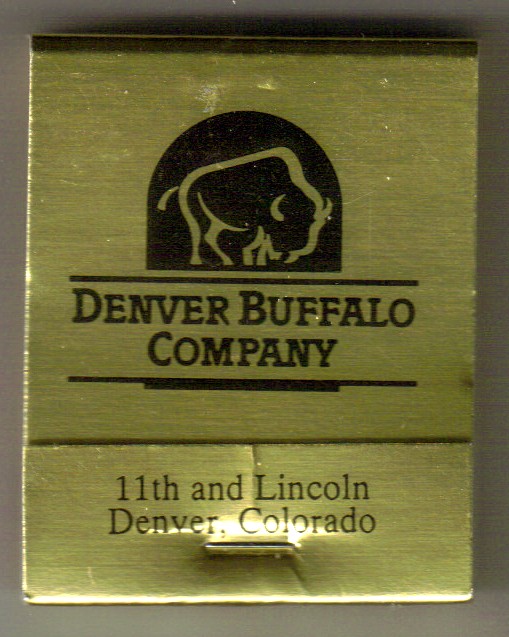 DENVER BUFFALO
COMPANY
11th and Lincoln
Denver, Colorado